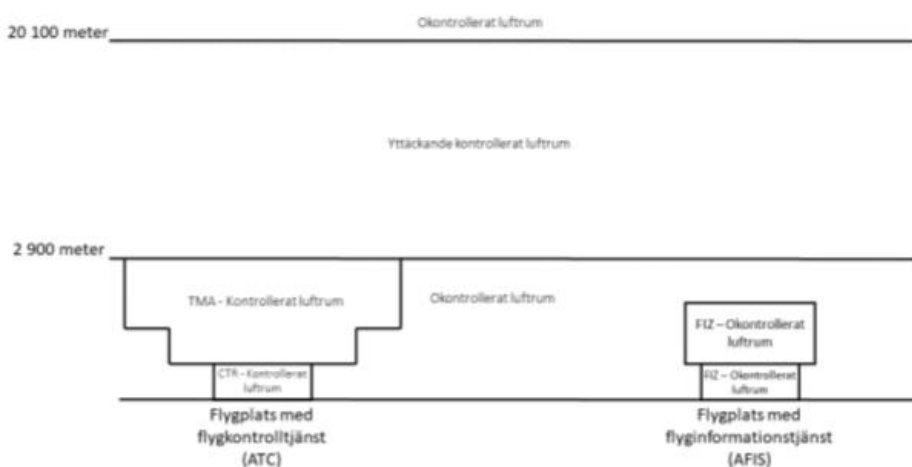 Okontrollerat luftrum
20 100 meter
Yttäckande kontrollerat luftrum
2 900 meter
TMA - Kontrollerat luftrum
Okontrollerat luftrum
FIZ – Okontrollerat
luftrum
CTR - Kontrollerat
luftrum
FIZ – Okontrollerat
luftrum
Flygplats med
flygkontrolltjänst
(ATC)
Flygplats med
flyginformationstjänst
(AFIS)